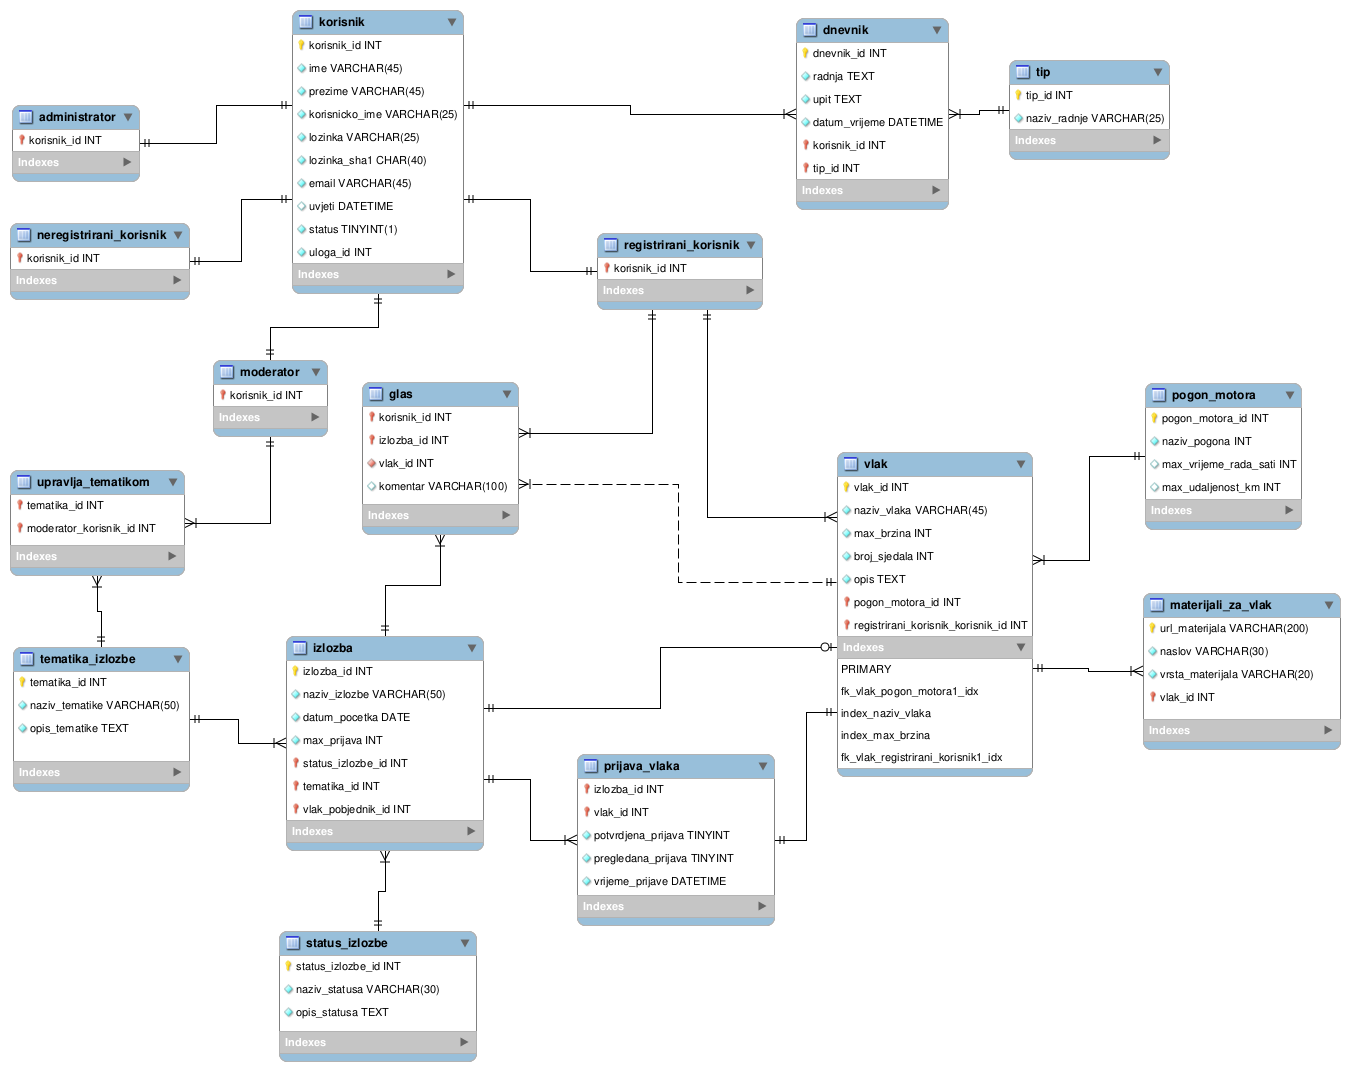 korisnik
korisnik_id INT
ime VARCHAR(45)
prezime VARCHAR(45)
korisnicko_ime VARCHAR(25)
lozinka VARCHAR(25)
lozinka_sha1 CHAR(40)
email VARCHAR(45)
uvjeti DATETIME
status TINYINT(1)
uloga_id INT
Indexes
dnevnik
dnevnik_id INT
radnja TEXT
upit TEXT
datum_vrijeme DATETIME
korisnik_id INT
tip_id INT
Indexes
tip
tip_id INT
naziv_radnje VARCHAR(25)
Indexes
administrator
korisnik_id INT
Indexes
neregistrirani_korisnik
korisnik_id INT
Indexes
registrirani_korisnik
korisnik_id INT
Indexes
moderator
korisnik_id INT
Indexes
glas
korisnik_id INT
izlozba_id INT
vlak_id INT
komentar VARCHAR(100)
Indexes
pogon_motora
pogon_motora_id INT
naziv_pogona INT
max_vrijeme_rada_sati INT
max_udaljenost_km INT
Indexes
upravlja_tematikom
tematika_id INT
moderator_korisnik_id INT
Indexes
vlak
vlak_id INT
naziv_vlaka VARCHAR(45)
max_brzina INT
broj_sjedala INT
opis TEXT
pogon_motora_id INT
registrirani_korisnik_korisnik_id INT
Indexes
PRIMARY
fk_vlak_pogon_motora1_idx
index_naziv_vlaka
index_max_brzina
fk_vlak_registrirani_korisnik1_idx
materijali_za_vlak
url_materijala VARCHAR(200)
naslov VARCHAR(30)
vrsta_materijala VARCHAR(20)
vlak_id INT
Indexes
tematika_izlozbe
tematika_id INT
naziv_tematike VARCHAR(50)
opis_tematike TEXT
Indexes
izlozba
izlozba_id INT
naziv_izlozbe VARCHAR(50)
datum_pocetka DATE
max_prijava INT
status_izlozbe_id INT
tematika_id INT
vlak_pobjednik_id INT
Indexes
prijava_vlaka
izlozba_id INT
vlak_id INT
potvrdjena_prijava TINYINT
pregledana_prijava TINYINT
vrijeme_prijave DATETIME
Indexes
status_izlozbe
status_izlozbe_id INT
naziv_statusa VARCHAR(30)
opis_statusa TEXT
Indexes